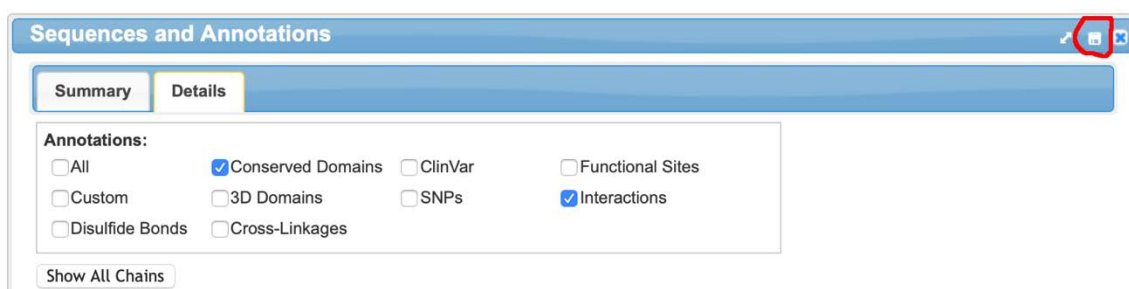 Sequences and Annotations
Summary Details
Annotations:
All Conserved Domains ClinVar Functional Sites
Custom 3D Domains SNPs Interactions
Disulfide Bonds Cross-Linkages
Show All Chains